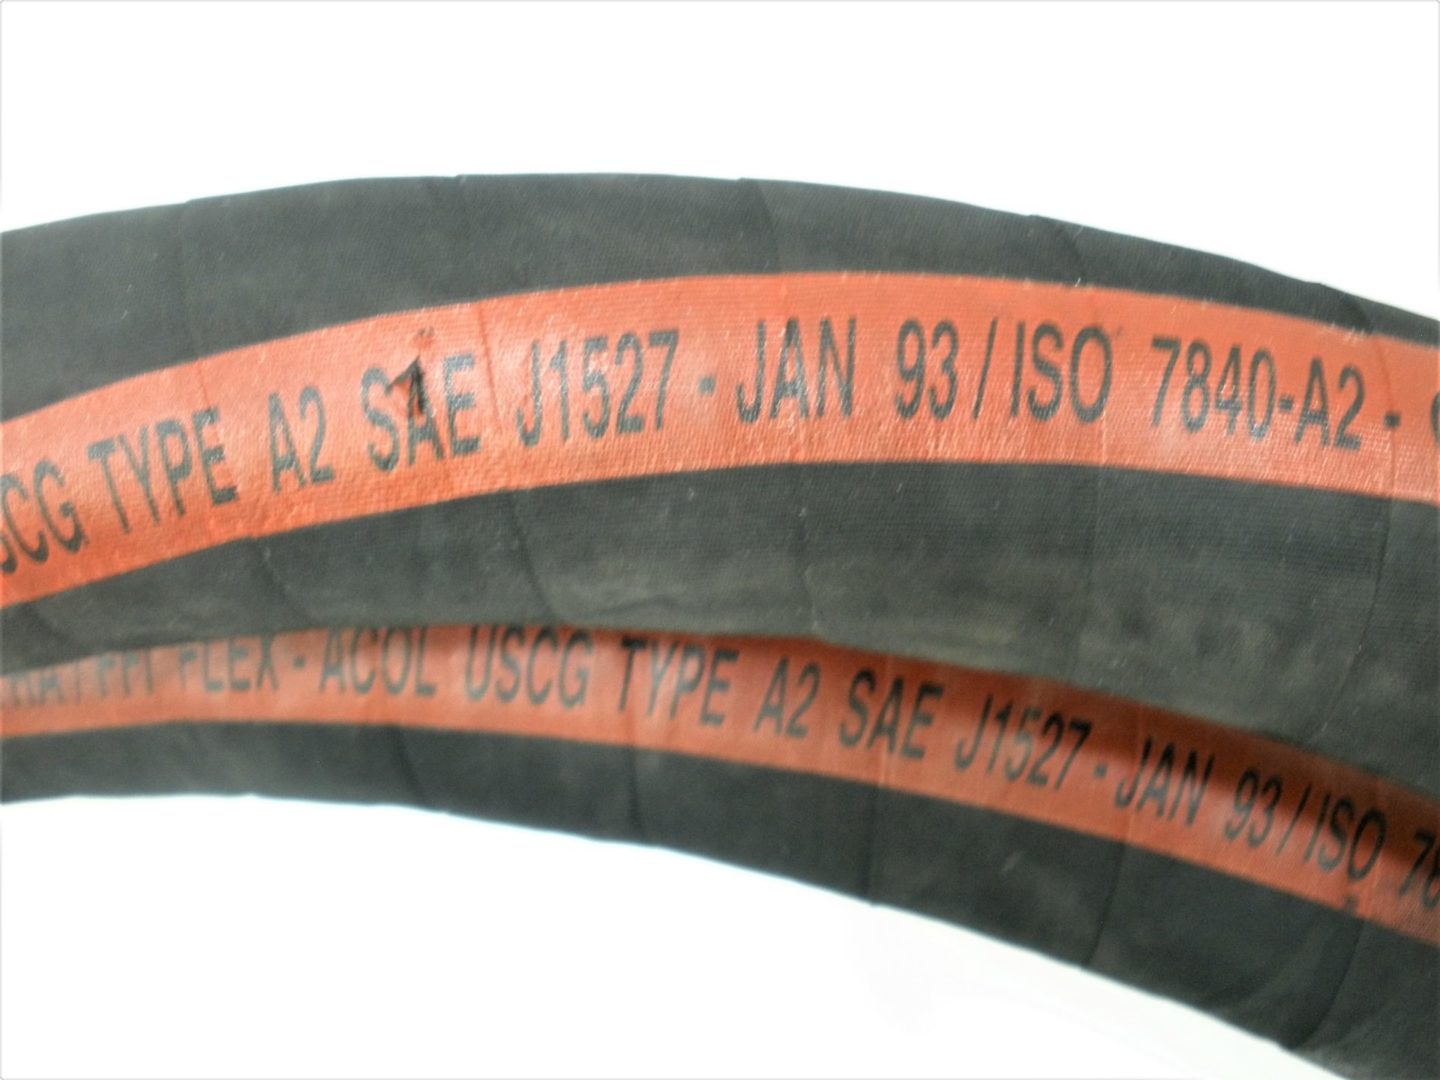 USCG TYPE A2 SAE J1527 - JAN 93 / ISO 7840-A2 -
FLEX - ACOL USCG TYPE A2 SAE J1527 - JAN 93 / ISO